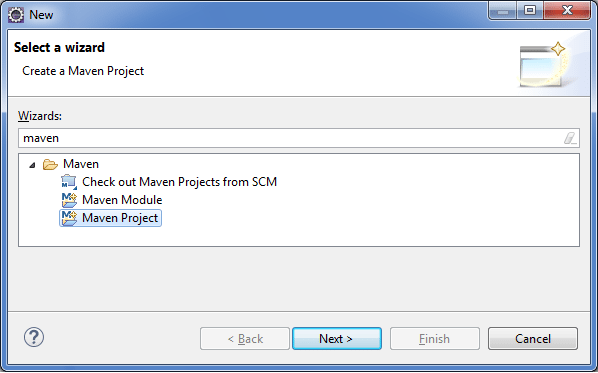 New
Select a wizard
Create a Maven Project
Wizards:
maven
Maven
Check out Maven Projects from SCM
Maven Module
Maven Project
? < Back Next > Finish Cancel